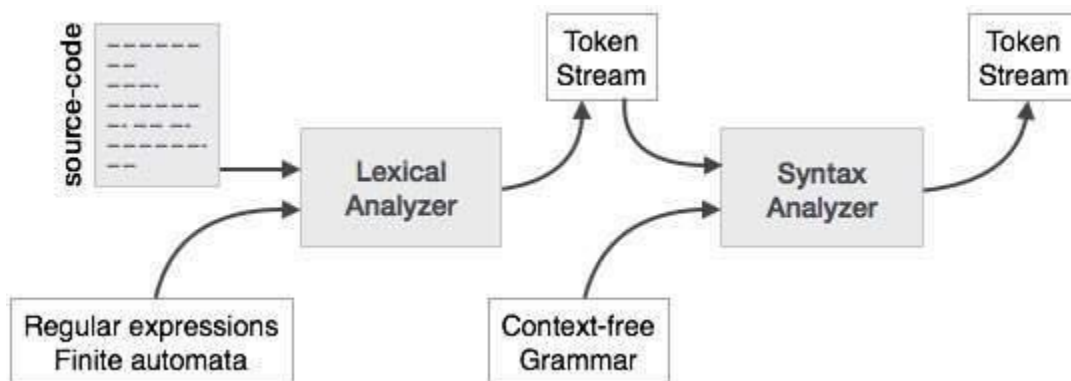 source-code
Token
Stream
Token
Stream
Lexical
Analyzer
Syntax
Analyzer
Regular expressions
Finite automata
Context-free
Grammar